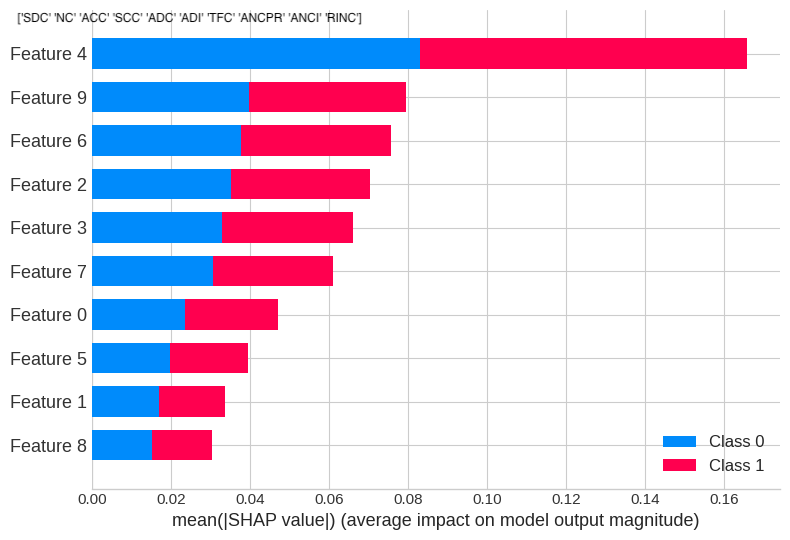 ['SDC' 'NC' 'ACC' 'SCC' 'ADC' 'ADI' 'TFC' 'ANCPR' 'ANCI' 'RINC']
Feature 4
Feature 9
Feature 6
Feature 2
Feature 3
Feature 7
Feature 0
Feature 5
Feature 1
Feature 8
Class 0
Class 1
0.00 0.02 0.04 0.06 0.08 0.10 0.12 0.14 0.16
mean(|SHAP value|) (average impact on model output magnitude)